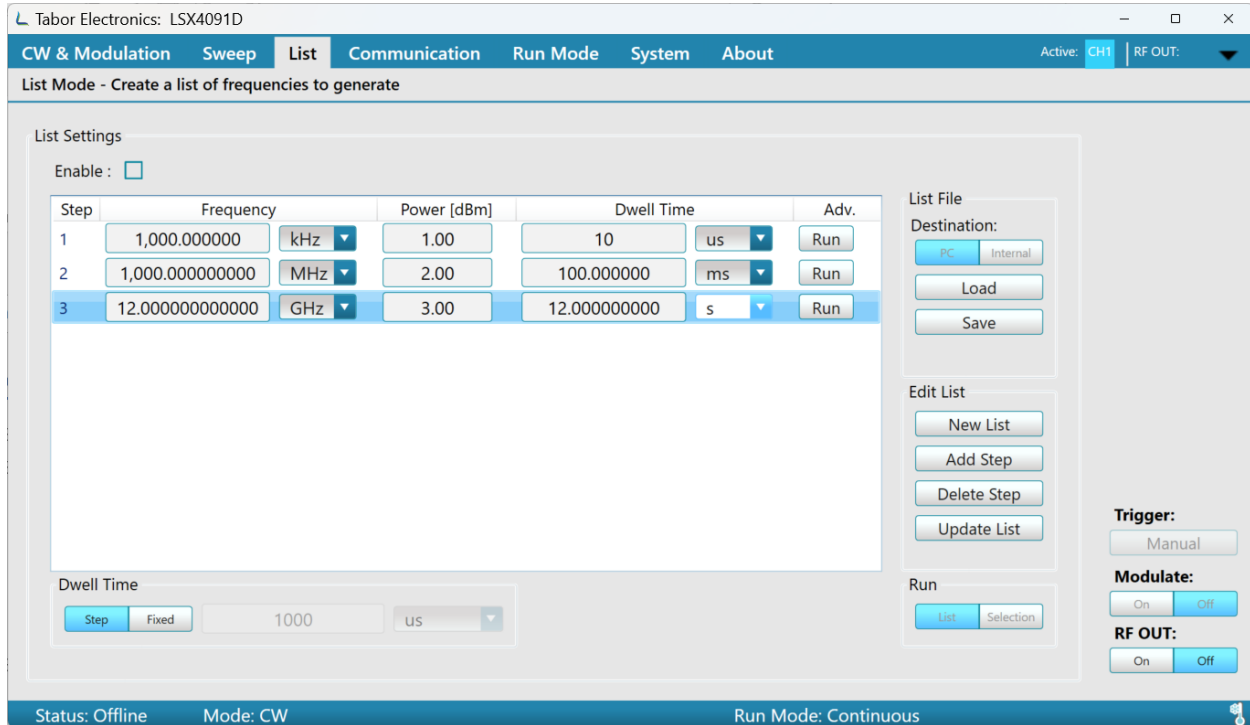 Tabor Electronics: LSX4091D
CW & Modulation Sweep List Communication Run Mode System About Active: CH1 RF OUT:
List Mode - Create a list of frequencies to generate
List Settings
Enable :
Step Frequency Power [dBm] Dwell Time Adv.
1 1,000.000000 kHz 1.00 10 us Run
2 1,000.000000000 MHz 2.00 100.000000 ms Run
3 12.000000000000 GHz 3.00 12.000000000 s Run
List File
Destination:
PC Internal
Load
Save
Edit List
New List
Add Step
Delete Step
Update List
Dwell Time
Step Fixed 1000 us
Run
List Selection
Trigger:
Manual
Modulate:
On Off
RF OUT:
On Off
Status: Offline Mode: CW Run Mode: Continuous